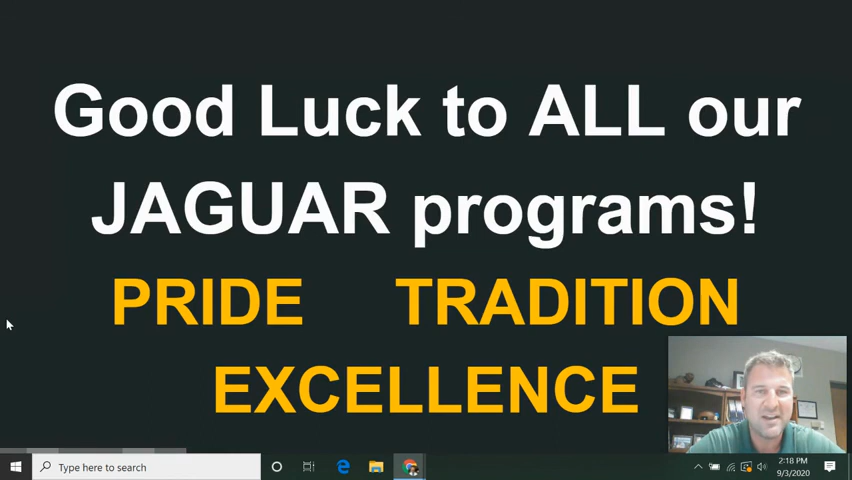 Good Luck to ALL our
JAGUAR programs!
PRIDE TRADITION
EXCELLENCE
Type here to search
2:18 PM
9/3/2020